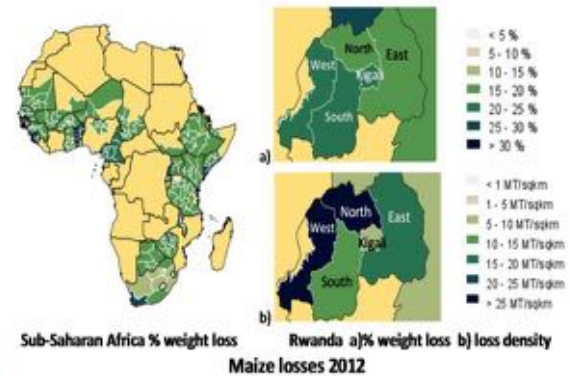 North
East
West
Kigali
South
a)
< 5 %
5 - 10 %
10 - 15 %
15 - 20 %
20 - 25 %
25 - 30 %
> 30 %
North
East
West
Kigali
South
b)
< 1 MT/sqkm
1 - 5 MT/sqkm
5 - 10 MT/sqkm
10 - 15 MT/sqkm
15 - 20 MT/sqkm
20 - 25 MT/sqkm
> 25 MT/sqkm
Sub-Saharan Africa % weight loss
Rwanda a)% weight loss b) loss density
Maize losses 2012